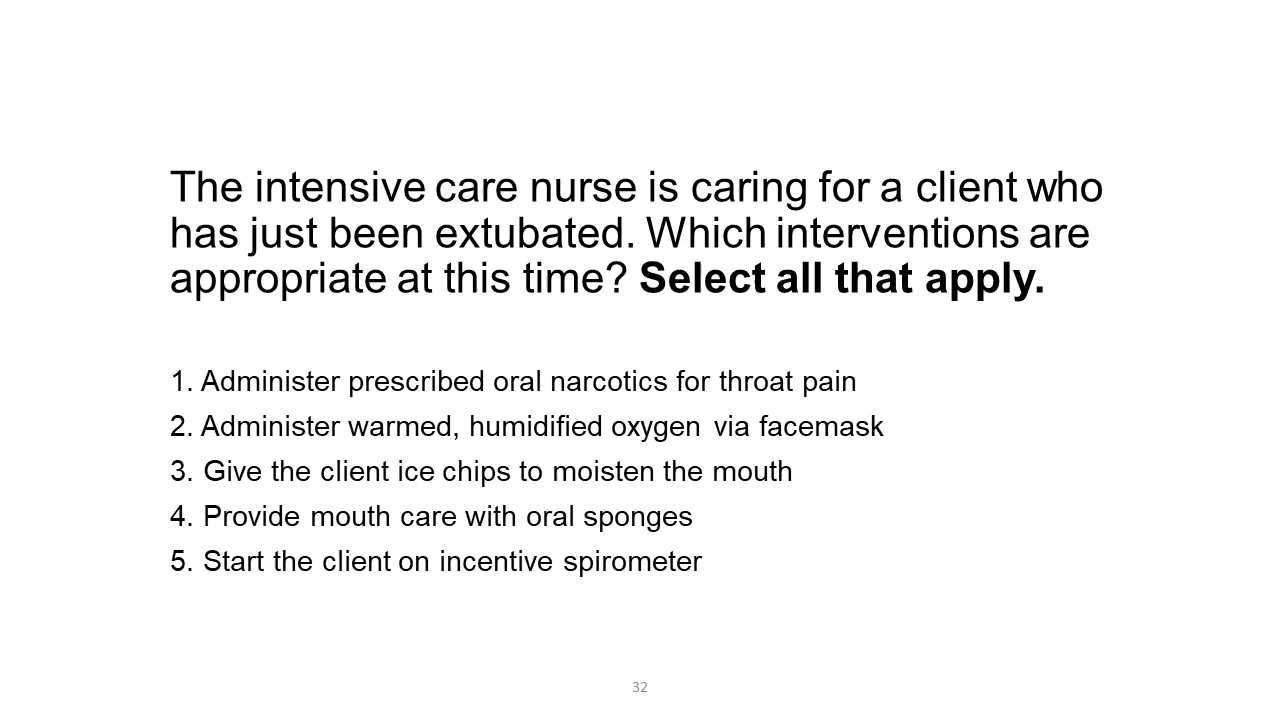 The intensive care nurse is caring for a client who
has just been extubated. Which interventions are
appropriate at this time? Select all that apply.
1. Administer prescribed oral narcotics for throat pain
2. Administer warmed, humidified oxygen via facemask
3. Give the client ice chips to moisten the mouth
4. Provide mouth care with oral sponges
5. Start the client on incentive spirometer
32